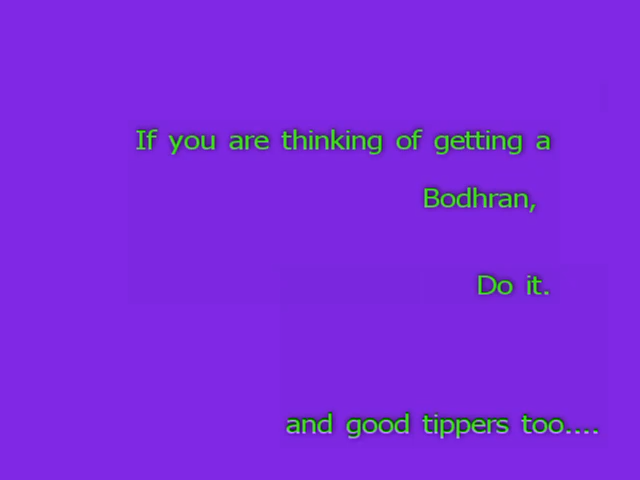 If you are thinking of getting a
Bodhran,
Do it.
and good tippers too....